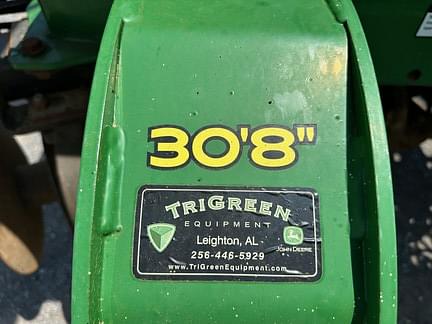 30'8"
TRIGREEN
EQUIPMENT
Leighton, AL
256-446-5929
JOHN DEERE
www.TriGreenEquipment.com